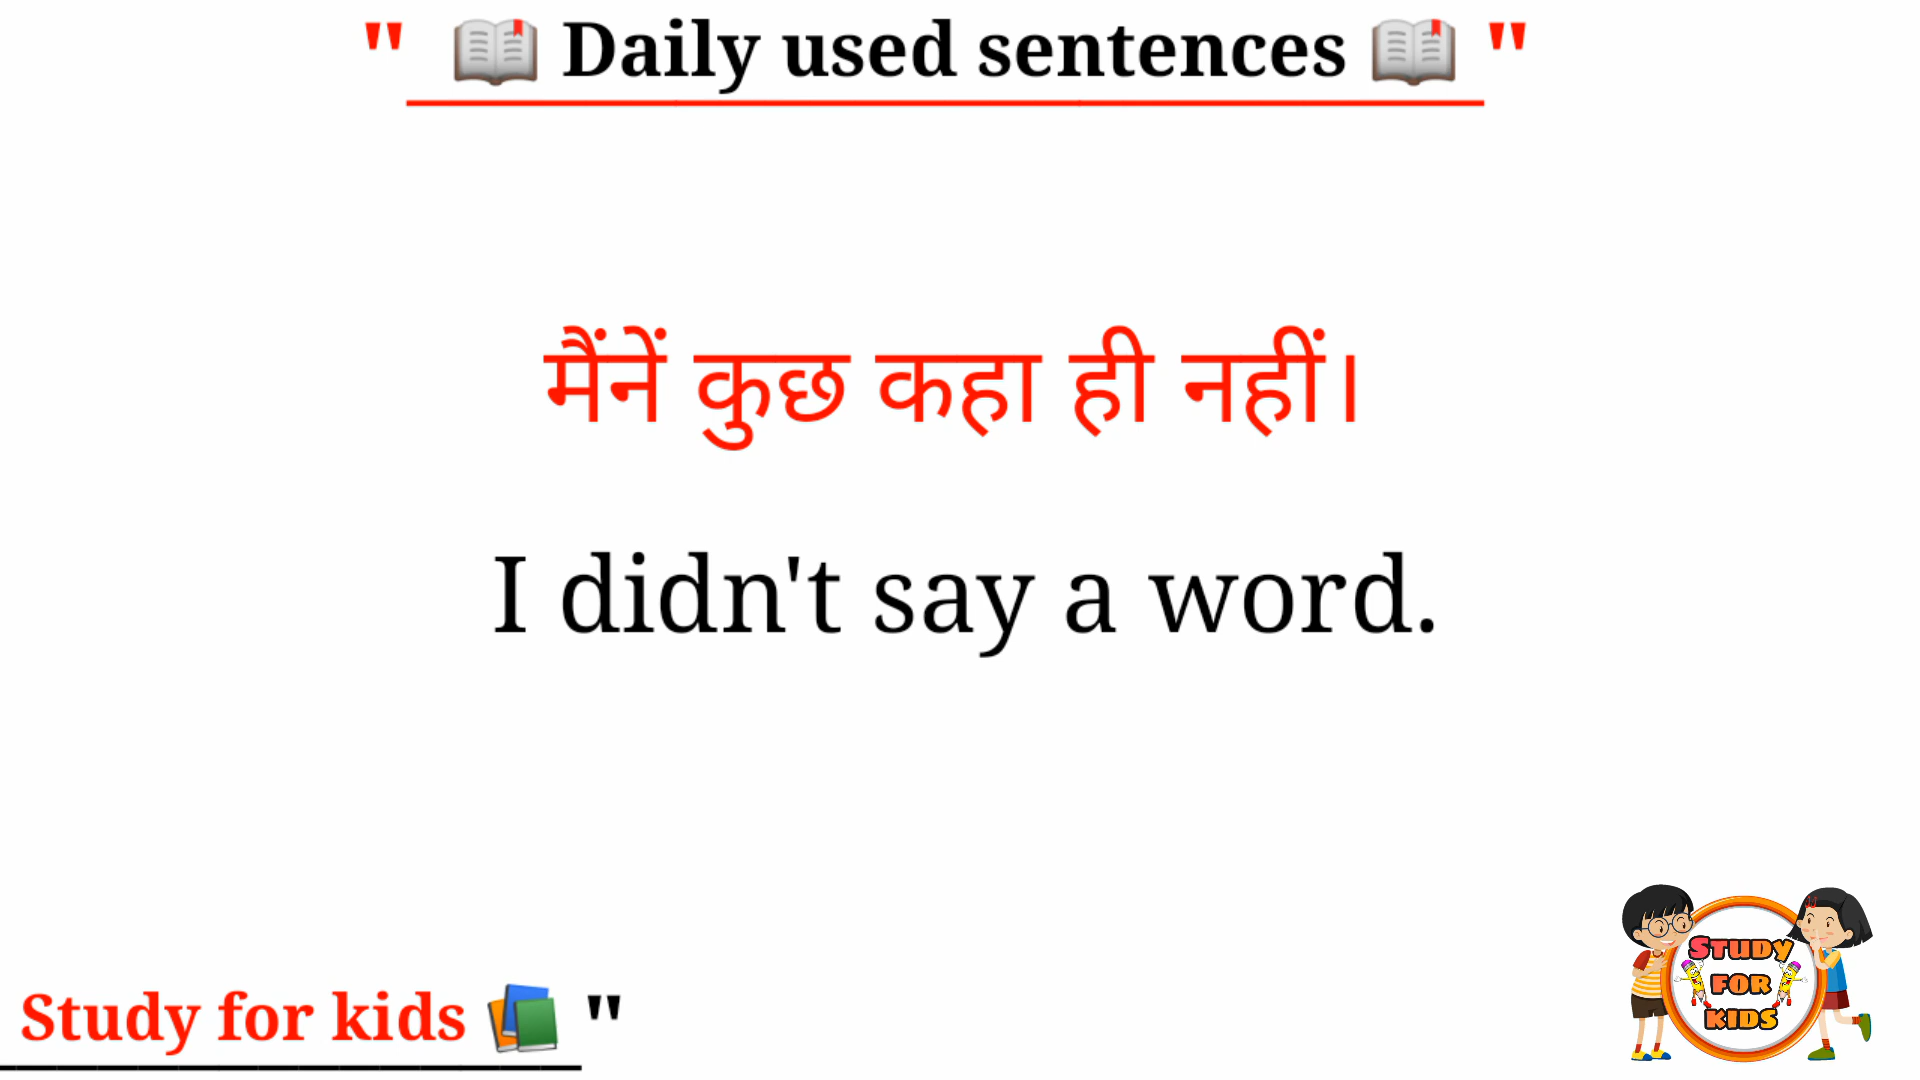 " 📖 Daily used sentences 📖 "
मैंनें कुछ कहा ही नहीं।
I didn't say a word.
Study for kids 📚 "
STUDY
FOR
KIDS